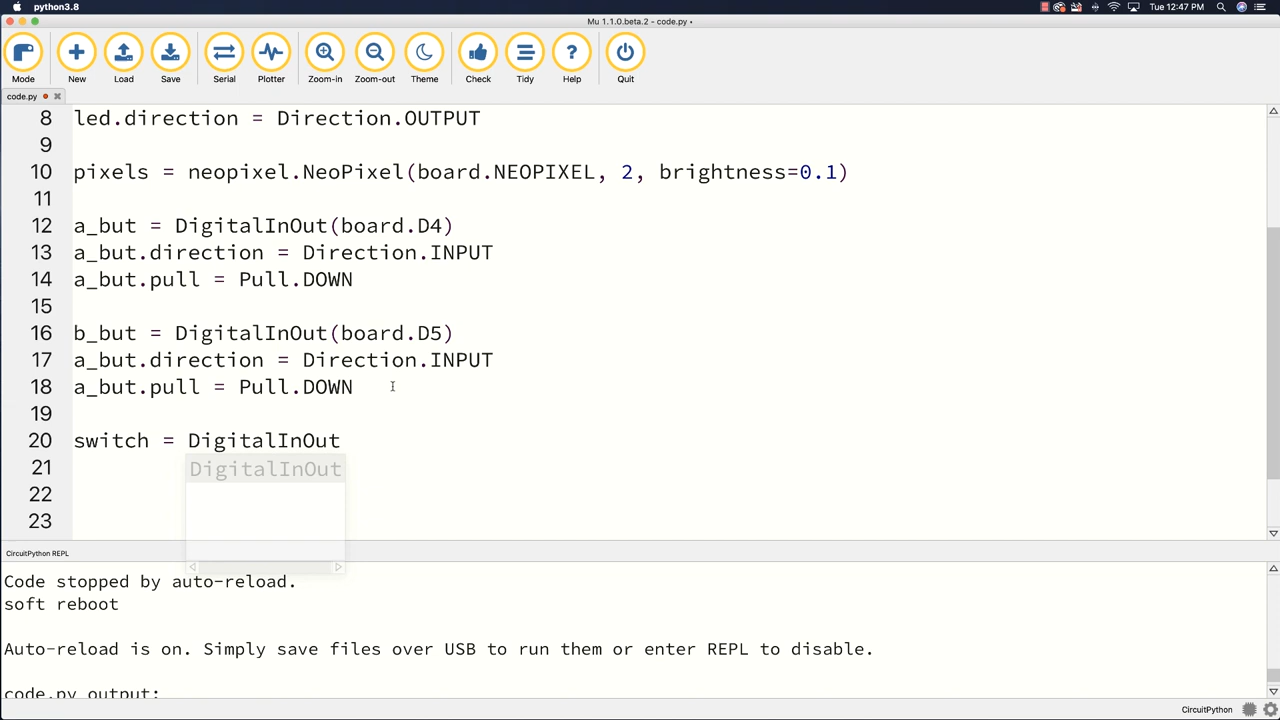 python3.8
Tue 12:47 PM
Mu 1.1.0.beta.2 - code.py •
Mode New Load Save Serial Plotter Zoom-in Zoom-out Theme Check Tidy Help Quit
code.py
8 led.direction = Direction.OUTPUT
9
10 pixels = neopixel.NeoPixel(board.NEOPIXEL, 2, brightness=0.1)
11
12 a_but = DigitalInOut(board.D4)
13 a_but.direction = Direction.INPUT
14 a_but.pull = Pull.DOWN
15
16 b_but = DigitalInOut(board.D5)
17 a_but.direction = Direction.INPUT
18 a_but.pull = Pull.DOWN
19
20 switch = DigitalInOut
21 DigitalInOut
22
23
CircuitPython REPL
Code stopped by auto-reload.
soft reboot
Auto-reload is on. Simply save files over USB to run them or enter REPL to disable.
code.py output:
CircuitPython